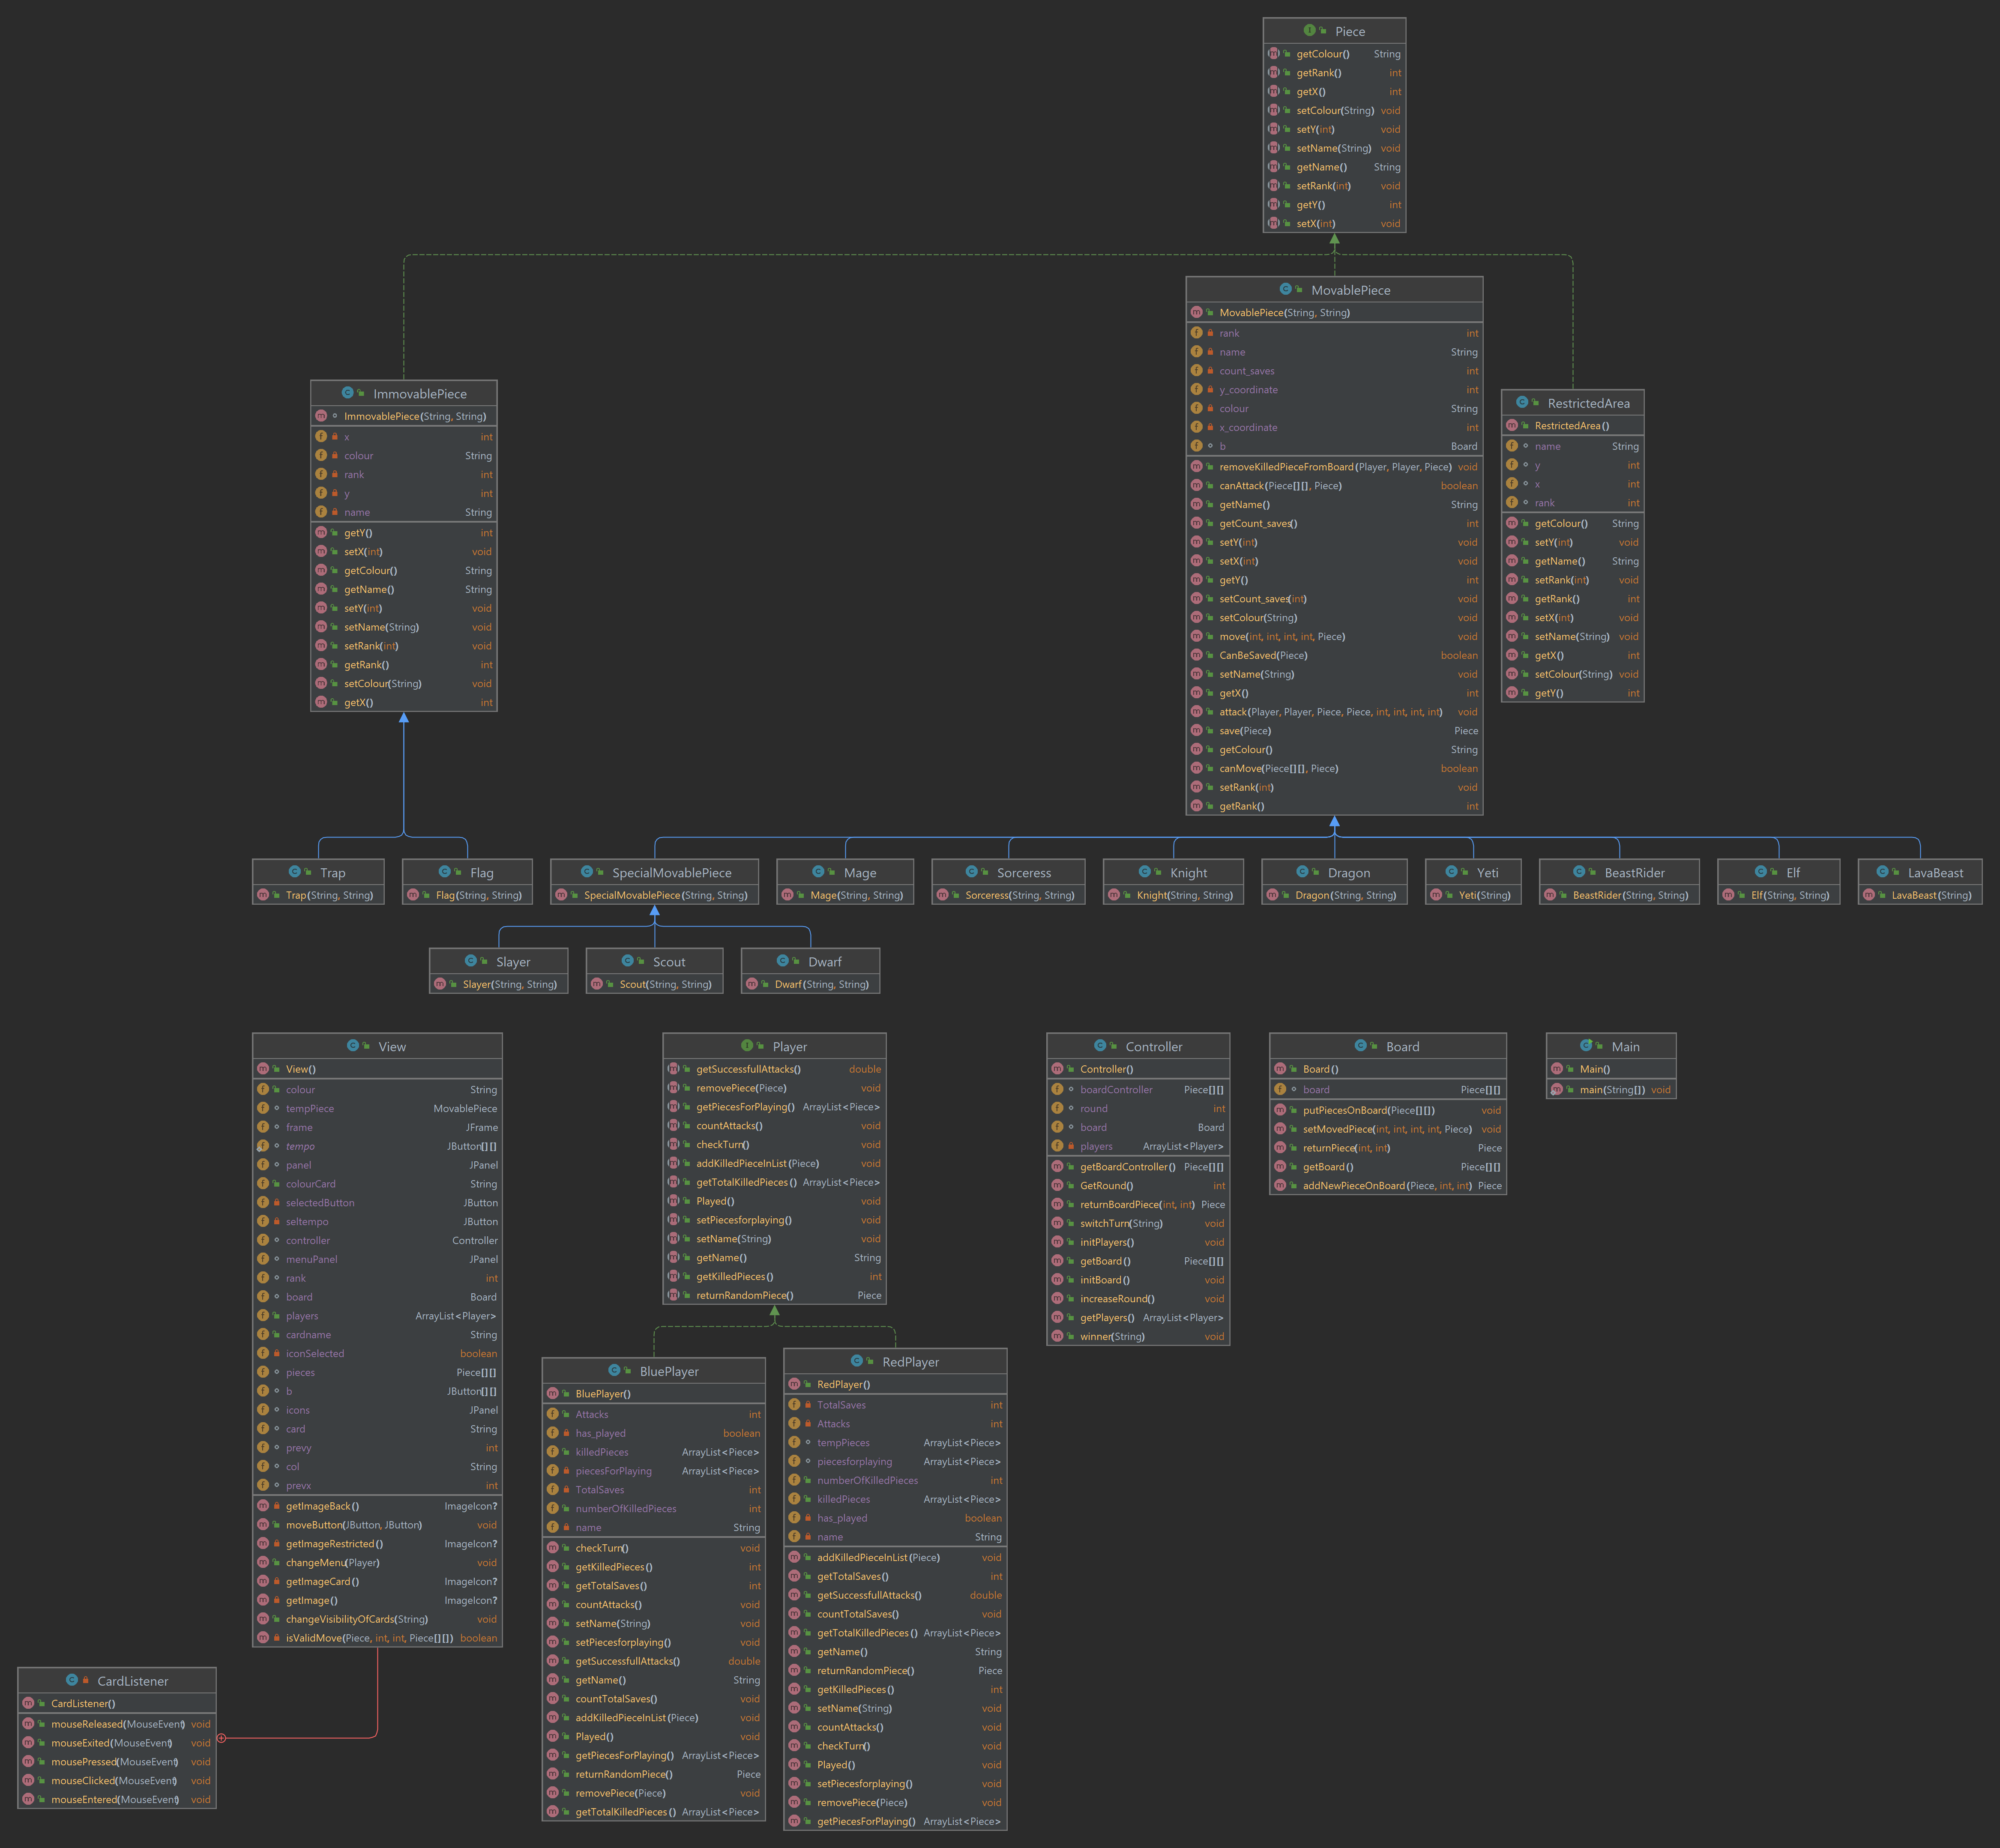 Piece
getColour() String
getRank() int
getX() int
setColour(String) void
setY(int) void
setName(String) void
getName() String
setRank(int) void
getY() int
setX(int) void
MovablePiece
MovablePiece(String, String)
rank int
name String
count_saves int
y_coordinate int
colour String
x_coordinate int
b Board
removeKilledPieceFromBoard(Player, Player, Piece) void
canAttack(Piece[][], Piece) boolean
getName() String
getCount_saves() int
setY(int) void
setX(int) void
getY() int
setCount_saves(int) void
setColour(String) void
move(int, int, int, int, Piece) void
CanBeSaved(Piece) boolean
setName(String) void
getX() int
attack(Player, Player, Piece, Piece, int, int, int, int) void
save(Piece) Piece
getColour() String
canMove(Piece[][], Piece) boolean
setRank(int) void
getRank() int
ImmovablePiece
ImmovablePiece(String, String)
x int
colour String
rank int
y int
name String
getY() int
setX(int) void
getColour() String
getName() String
setY(int) void
setName(String) void
setRank(int) void
getRank() int
setColour(String) void
getX() int
RestrictedArea
RestrictedArea()
name String
y int
x int
rank int
getColour() String
setY(int) void
getName() String
setRank(int) void
getRank() int
setX(int) void
setName(String) void
getX() int
setColour(String) void
getY() int
Trap
Trap(String, String)
Flag
Flag(String, String)
SpecialMovablePiece
SpecialMovablePiece(String, String)
Mage
Mage(String, String)
Sorceress
Sorceress(String, String)
Knight
Knight(String, String)
Dragon
Dragon(String, String)
Yeti
Yeti(String)
BeastRider
BeastRider(String, String)
Elf
Elf(String, String)
LavaBeast
LavaBeast(String)
Slayer
Slayer(String, String)
Scout
Scout(String, String)
Dwarf
Dwarf(String, String)
View
View()
colour String
tempPiece MovablePiece
frame JFrame
tempo JButton[][]
panel JPanel
colourCard String
selectedButton JButton
seltempo JButton
controller Controller
menuPanel JPanel
rank int
board Board
players ArrayList<Player>
cardname String
iconSelected boolean
pieces Piece[][]
b JButton[][]
icons JPanel
card String
prevy int
col String
prevx int
getImageBack() ImageIcon?
moveButton(JButton, JButton) void
getImageRestricted() ImageIcon?
changeMenu(Player) void
getImageCard() ImageIcon?
getImage() ImageIcon?
changeVisibilityOfCards(String) void
isValidMove(Piece, int, int, Piece[][]) boolean
CardListener
CardListener()
mouseReleased(MouseEvent) void
mouseExited(MouseEvent) void
mousePressed(MouseEvent) void
mouseClicked(MouseEvent) void
mouseEntered(MouseEvent) void
Player
getSuccessfullAttacks() double
removePiece(Piece) void
getPiecesForPlaying() ArrayList<Piece>
countAttacks() void
checkTurn() void
addKilledPieceInList(Piece) void
getTotalKilledPieces() ArrayList<Piece>
Played() void
setPiecesforplaying() void
setName(String) void
getName() String
getKilledPieces() int
returnRandomPiece() Piece
BluePlayer
BluePlayer()
Attacks int
has_played boolean
killedPieces ArrayList<Piece>
piecesForPlaying ArrayList<Piece>
TotalSaves int
numberOfKilledPieces int
name String
checkTurn() void
getKilledPieces() int
getTotalSaves() int
countAttacks() void
setName(String) void
setPiecesforplaying() void
getSuccessfullAttacks() double
getName() String
countTotalSaves() void
addKilledPieceInList(Piece) void
Played() void
getPiecesForPlaying() ArrayList<Piece>
returnRandomPiece() Piece
removePiece(Piece) void
getTotalKilledPieces() ArrayList<Piece>
RedPlayer
RedPlayer()
TotalSaves int
Attacks int
tempPieces ArrayList<Piece>
piecesforplaying ArrayList<Piece>
numberOfKilledPieces int
killedPieces ArrayList<Piece>
has_played boolean
name String
addKilledPieceInList(Piece) void
getTotalSaves() int
getSuccessfullAttacks() double
countTotalSaves() void
getTotalKilledPieces() ArrayList<Piece>
getName() String
returnRandomPiece() Piece
getKilledPieces() int
setName(String) void
countAttacks() void
checkTurn() void
Played() void
setPiecesforplaying() void
removePiece(Piece) void
getPiecesForPlaying() ArrayList<Piece>
Controller
Controller()
boardController Piece[][]
round int
board Board
players ArrayList<Player>
getBoardController() Piece[][]
GetRound() int
returnBoardPiece(int, int) Piece
switchTurn(String) void
initPlayers() void
getBoard() Piece[][]
initBoard() void
increaseRound() void
getPlayers() ArrayList<Player>
winner(String) void
Board
Board()
board Piece[][]
putPiecesOnBoard(Piece[][]) void
setMovedPiece(int, int, int, int, Piece) void
returnPiece(int, int) Piece
getBoard() Piece[][]
addNewPieceOnBoard(Piece, int, int) Piece
Main
Main()
main(String[]) void